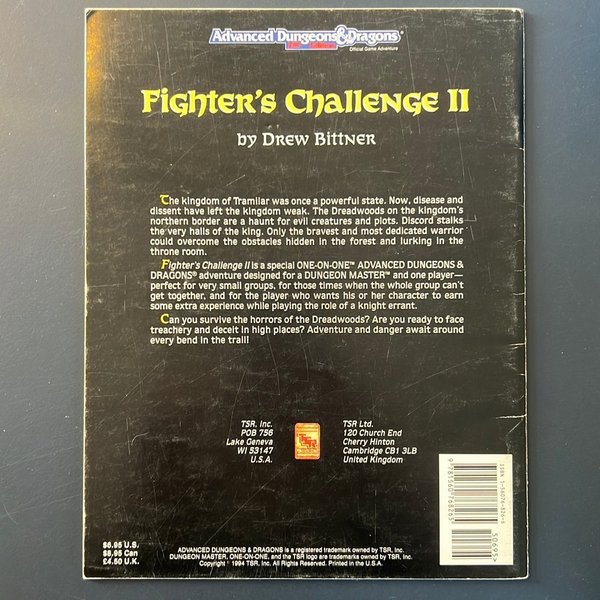 Advanced Dungeons & Dragons®
2nd Edition
Official Game Adventure
Fighter's Challenge II
by Drew Bittner
The kingdom of Tramilar was once a powerful state. Now, disease and
dissent have left the kingdom weak. The Dreadwoods on the kingdom's
northern border are a haunt for evil creatures and plots. Discord stalks
the very halls of the king. Only the bravest and most dedicated warrior
could overcome the obstacles hidden in the forest and lurking in the
throne room.
Fighter's Challenge II is a special ONE-ON-ONE™ ADVANCED DUNGEONS &
DRAGONS® adventure designed for a DUNGEON MASTER™ and one player—
perfect for very small groups, for those times when the whole group can't
get together, and for the player who wants his or her character to earn
some extra experience while playing the role of a knight errant.
Can you survive the horrors of the Dreadwoods? Are you ready to face
treachery and deceit in high places? Adventure and danger await around
every bend in the trail!
TSR, Inc.
POB 756
Lake Geneva
WI 53147
U.S.A.
TSR
TSR Ltd.
120 Church End
Cherry Hinton
Cambridge CB1 3LB
United Kingdom
$6.95 U.S.
$8.95 Can
£4.50 U.K.
ADVANCED DUNGEONS & DRAGONS is a registered trademark owned by TSR, Inc.
DUNGEON MASTER, ONE-ON-ONE, and the TSR logo are trademarks owned by TSR, Inc.
Copyright ©1994 TSR, Inc. All Rights Reserved. Printed in the U.S.A.
9781560768265
ISBN 1-56076-826-6
50695>